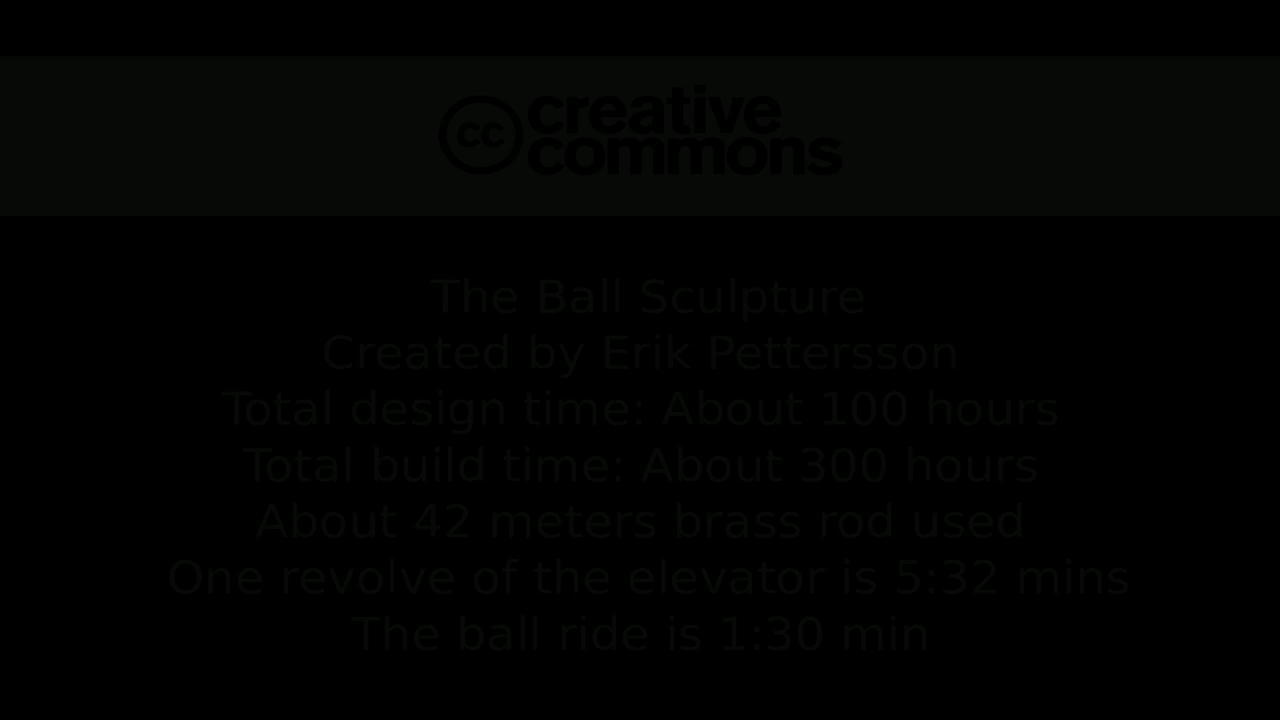 cc creative
commons
The Ball Sculpture
Created by Erik Pettersson
Total design time: About 100 hours
Total build time: About 300 hours
About 42 meters brass rod used
One revolve of the elevator is 5:32 mins
The ball ride is 1:30 min